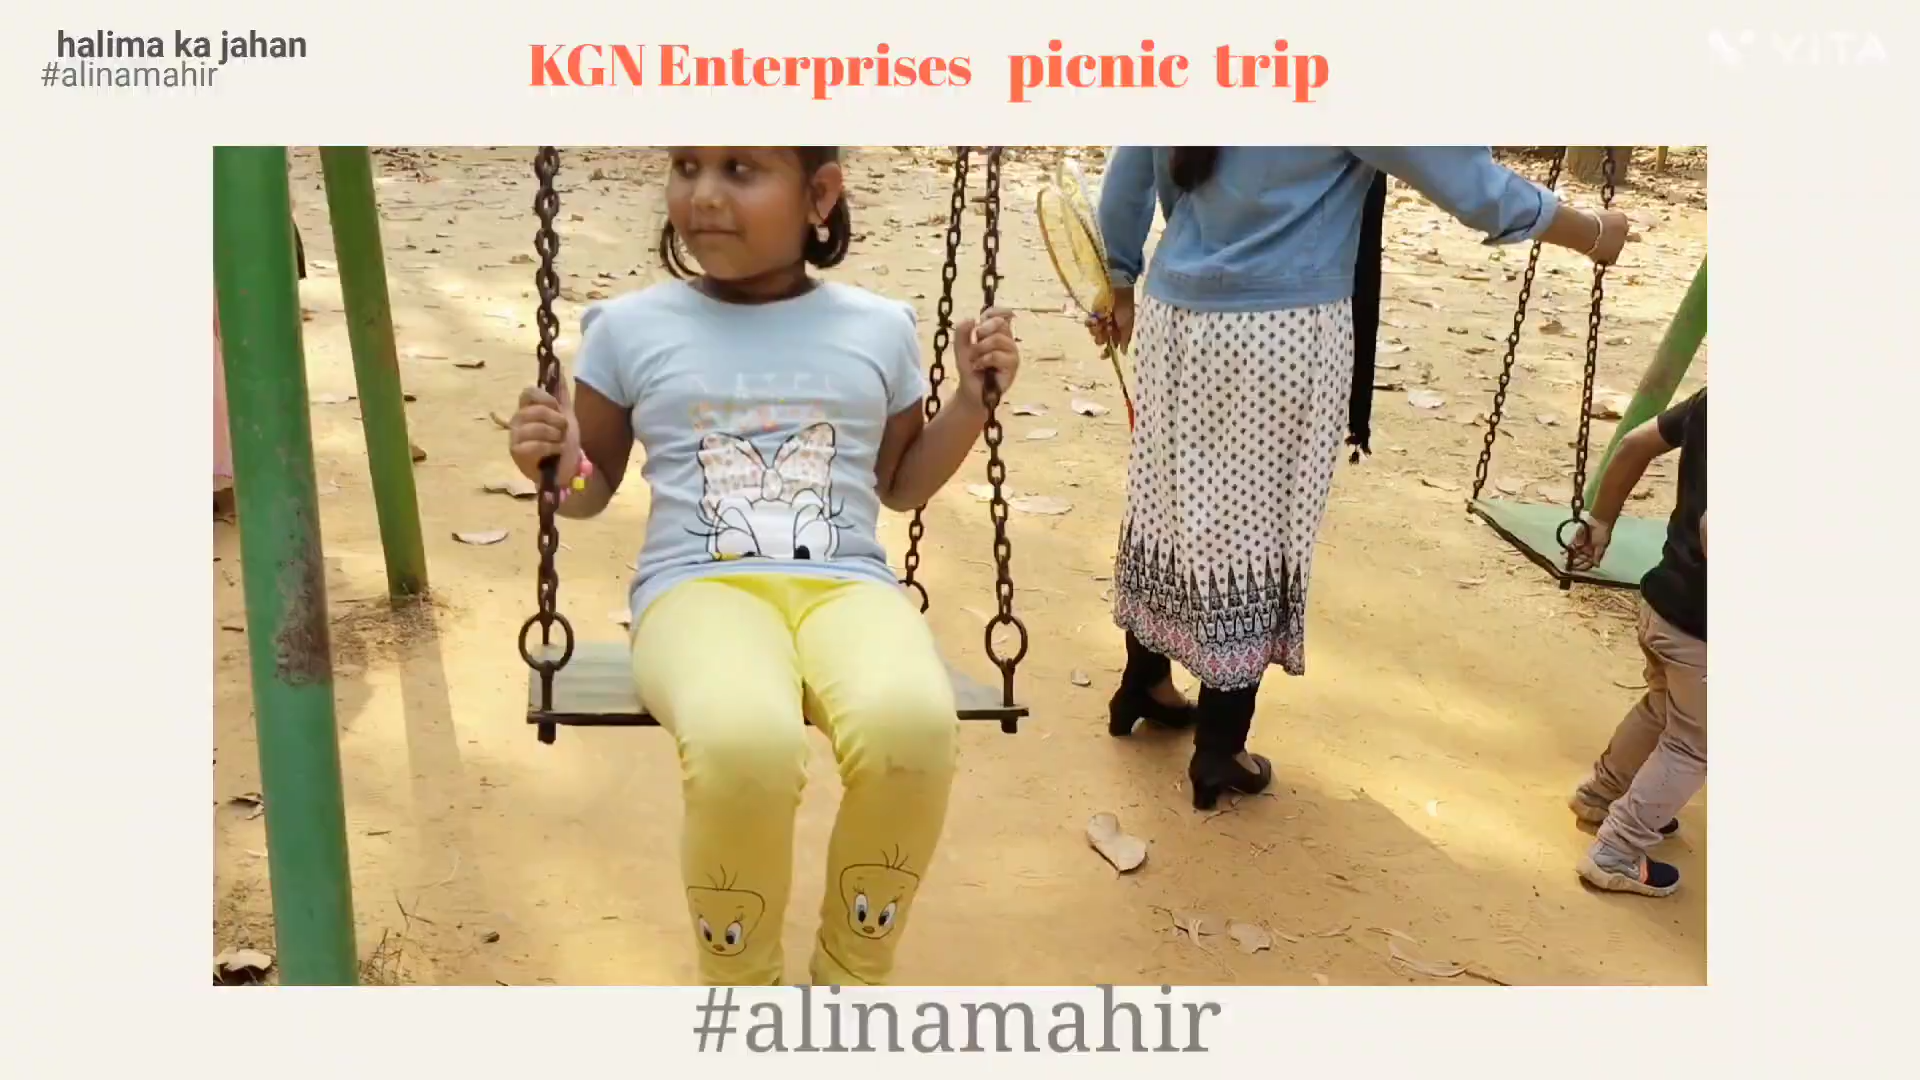 halima ka jahan
#alinamahir
KGN Enterprises picnic trip
VITA
#alinamahir